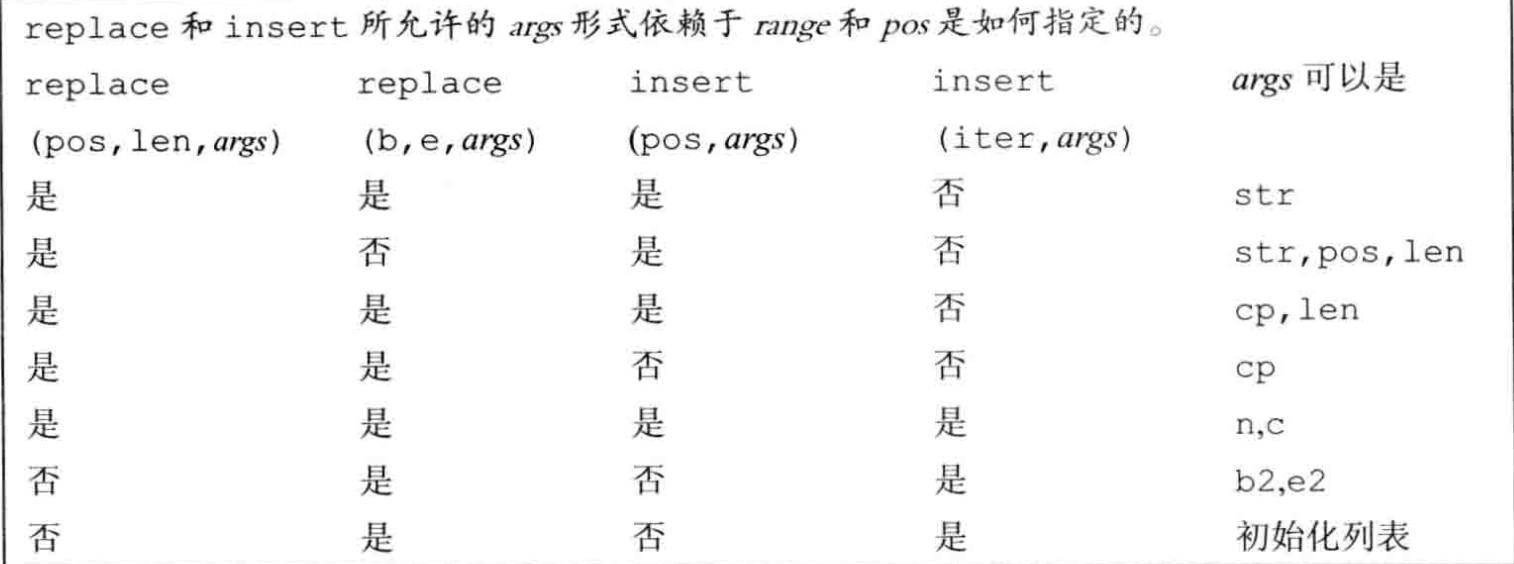 replace 和 insert 所允许的 args 形式依赖于 range 和 pos 是如何指定的。
replace replace insert insert args 可以是
(pos,len,args) (b,e,args) (pos,args) (iter,args)
是 是 是 否 str
是 否 是 否 str,pos,len
是 是 是 否 cp,len
是 是 否 否 cp
是 是 是 是 n,c
否 是 否 是 b2,e2
否 是 否 是 初始化列表